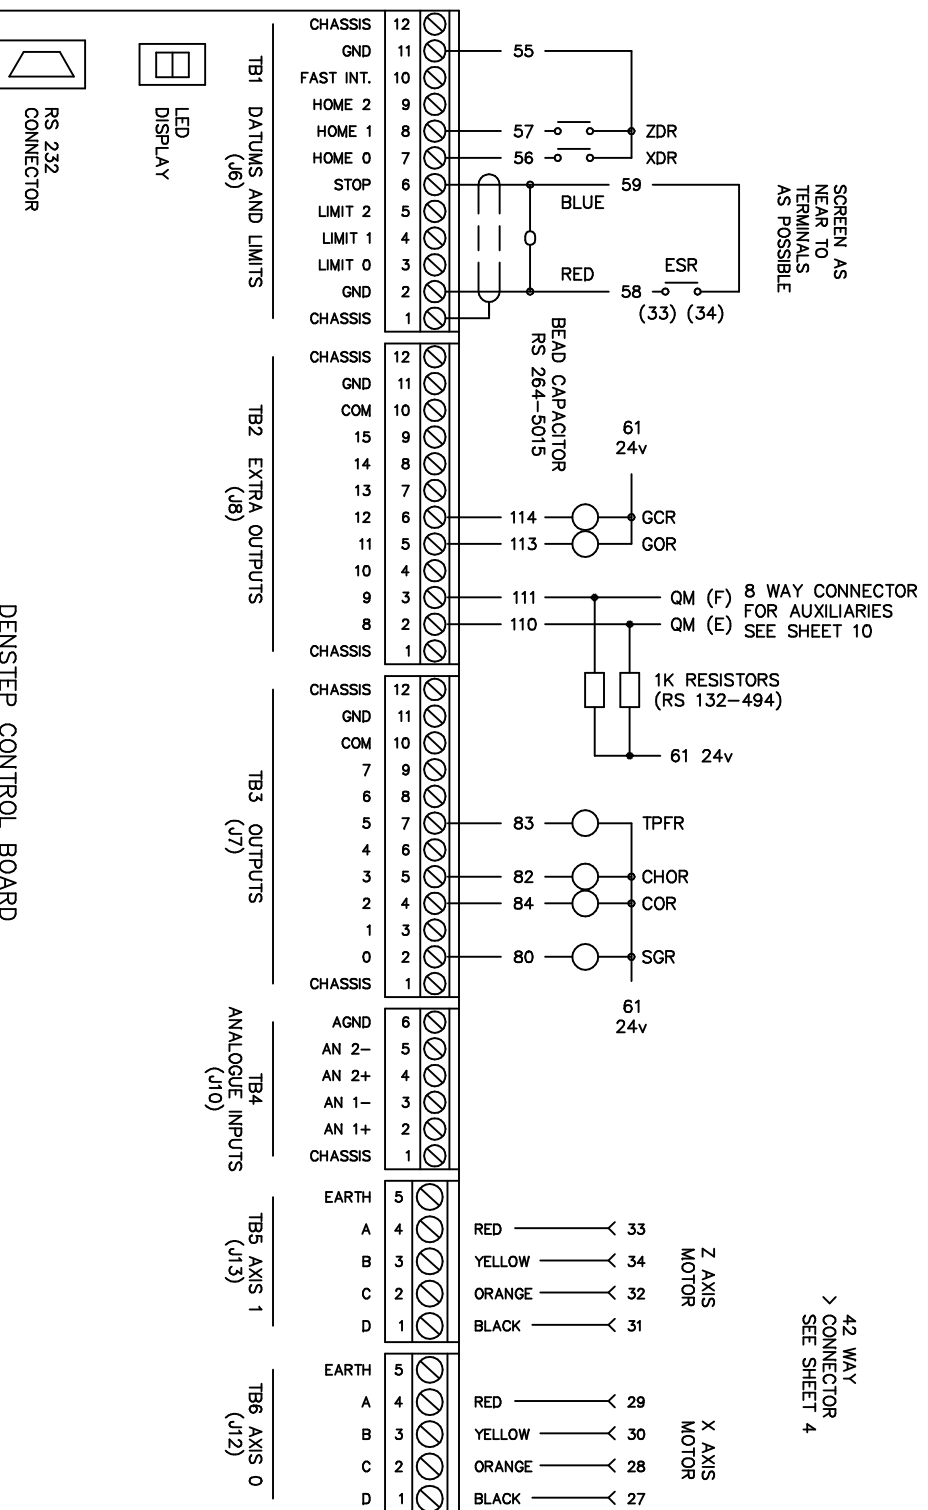 RS 232
CONNECTOR
LED
DISPLAY
DENSTEP CONTROL BOARD
TB1 DATUMS AND LIMITS
(J6)
CHASSIS 12
GND 11 55
FAST INT. 10
HOME 2 9
HOME 1 8 57 ZDR
HOME 0 7 56 XDR
STOP 6 59
BLUE
LIMIT 2 5
LIMIT 1 4
LIMIT 0 3
RED ESR
GND 2 58
(33) (34)
CHASSIS 1
SCREEN AS
NEAR TO
TERMINALS
AS POSSIBLE
BEAD CAPACITOR
RS 264-5015
TB2 EXTRA OUTPUTS
(J8)
CHASSIS 12
GND 11
COM 10
15 9
14 8
13 7
61
24v
12 6 114 GCR
11 5 113 GOR
10 4
9 3 111 QM (F)
8 2 110 QM (E)
CHASSIS 1
8 WAY CONNECTOR
FOR AUXILIARIES
SEE SHEET 10
1K RESISTORS
(RS 132-494)
61 24v
TB3 OUTPUTS
(J7)
CHASSIS 12
GND 11
COM 10
7 9
6 8
5 7 83 TPFR
4 6
3 5 82 CHOR
2 4 84 COR
1 3
0 2 80 SGR
CHASSIS 1
61
24v
TB4
ANALOGUE INPUTS
(J10)
AGND 6
AN 2- 5
AN 2+ 4
AN 1- 3
AN 1+ 2
CHASSIS 1
TB5 AXIS 1
(J13)
EARTH 5
A 4 RED 33
B 3 YELLOW 34
C 2 ORANGE 32
D 1 BLACK 31
Z AXIS
MOTOR
42 WAY
CONNECTOR
SEE SHEET 4
TB6 AXIS 0
(J12)
EARTH 5
A 4 RED 29
B 3 YELLOW 30
C 2 ORANGE 28
D 1 BLACK 27
X AXIS
MOTOR